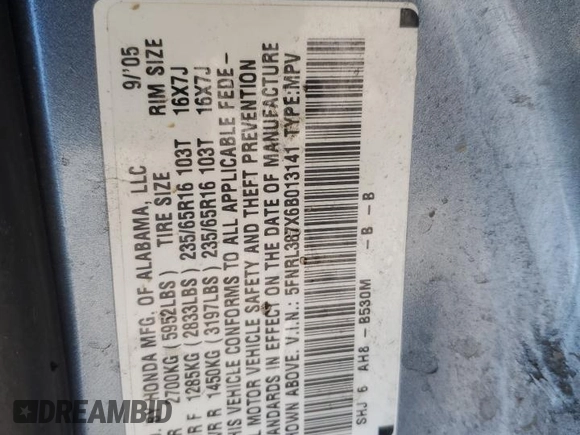 HONDA MFG. OF ALABAMA, LLC 9/'05
2700KG (5952LBS) TIRE SIZE RIM SIZE
R F 1285KG (2833LBS) 235/65R16 103T 16X7J
R R 1450KG (3197LBS) 235/65R16 103T 16X7J
VEHICLE CONFORMS TO ALL APPLICABLE FEDE-
L MOTOR VEHICLE SAFETY AND THEFT PREVENTION
ANDARDS IN EFFECT ON THE DATE OF MANUFACTURE
OWN ABOVE. V.I.N.: 5FNRL387X6B013141 TYPE:MPV
SHJ 6 AH8 - B530M - B - B
DREAMBID